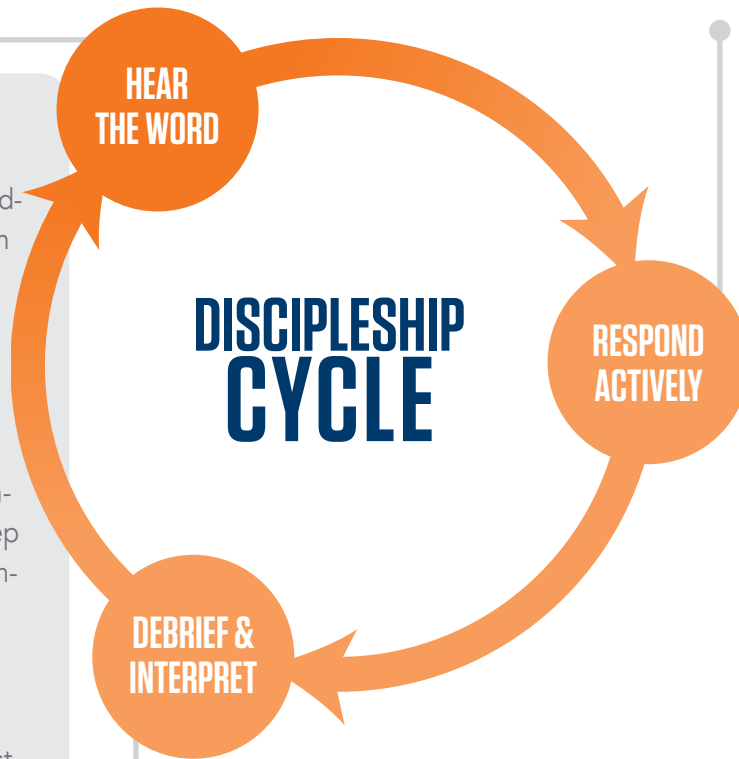 HEAR
THE WORD
DISCIPLESHIP
CYCLE
RESPOND
ACTIVELY
DEBRIEF &
INTERPRET